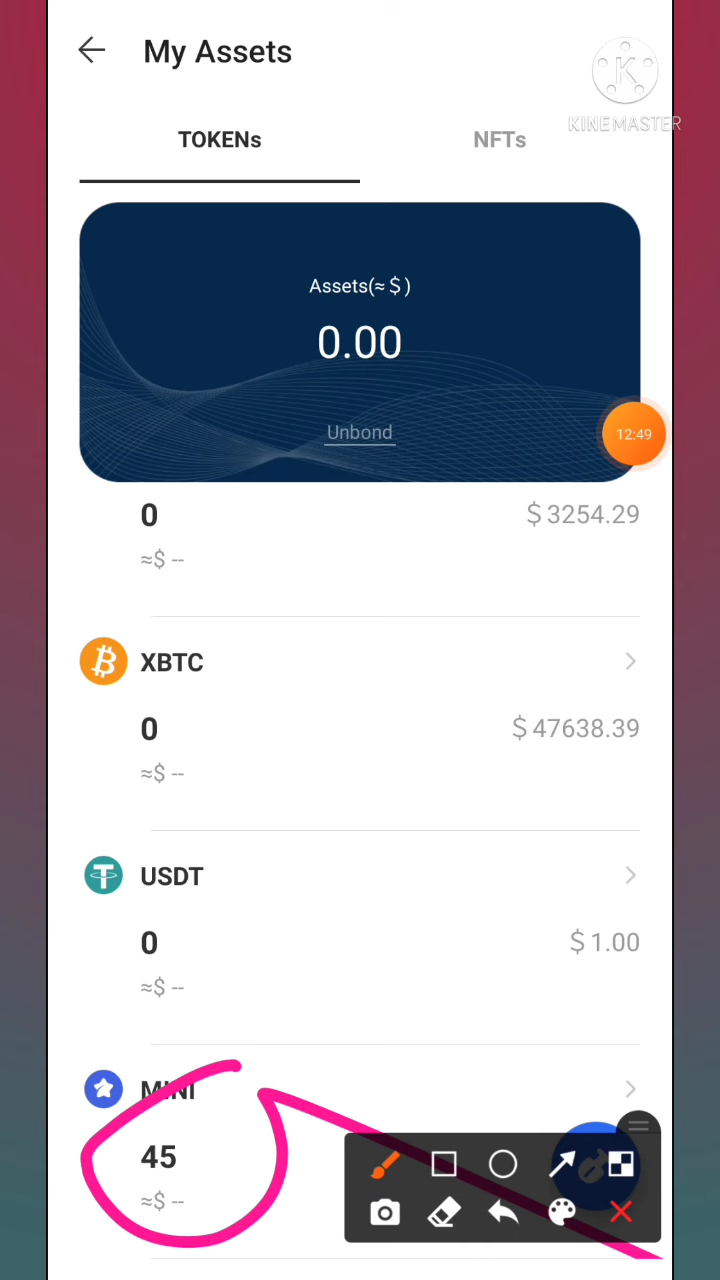 My Assets
KINEMASTER
TOKENs
NFTs
Assets(≈$)
0.00
Unbond
12:49
0
$3254.29
≈$ --
XBTC
0
$47638.39
≈$ --
USDT
0
$1.00
≈$ --
MINI
45
≈$ --